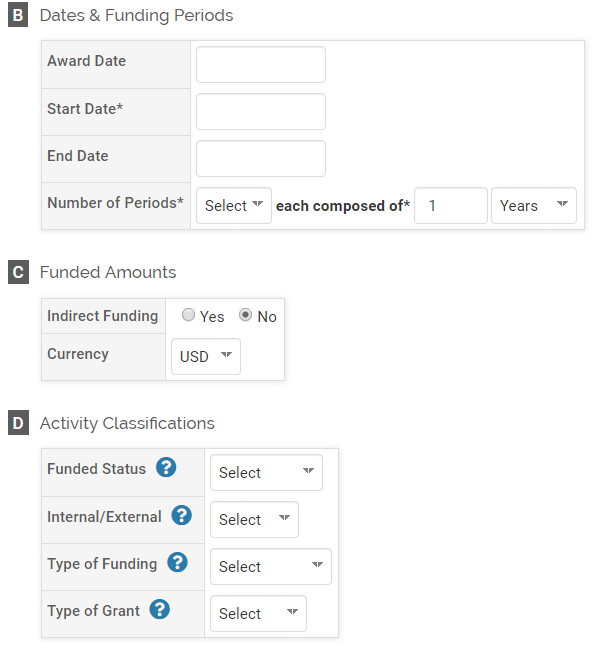 B Dates & Funding Periods
Award Date
Start Date*
End Date
Number of Periods* Select each composed of* 1 Years
C Funded Amounts
Indirect Funding Yes No
Currency USD
D Activity Classifications
Funded Status ? Select
Internal/External ? Select
Type of Funding ? Select
Type of Grant ? Select